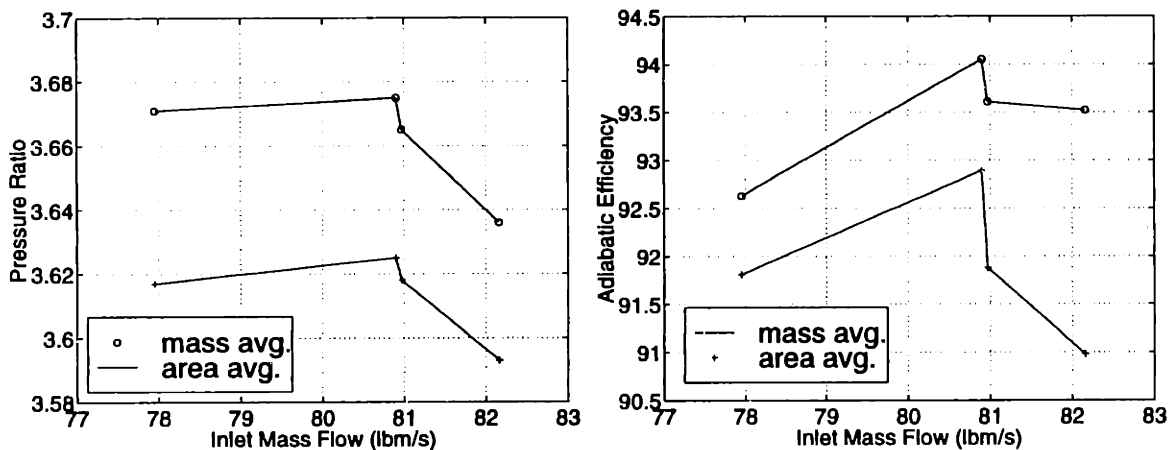 3.7
3.68
3.66
3.64
3.62
3.6
3.58
Pressure Ratio
mass avg.
area avg.
77 78 79 80 81 82 83
Inlet Mass Flow (lbm/s)
94.5
94
93.5
93
92.5
92
91.5
91
90.5
Adiabatic Efficiency
mass avg.
area avg.
77 78 79 80 81 82 83
Inlet Mass Flow (lbm/s)